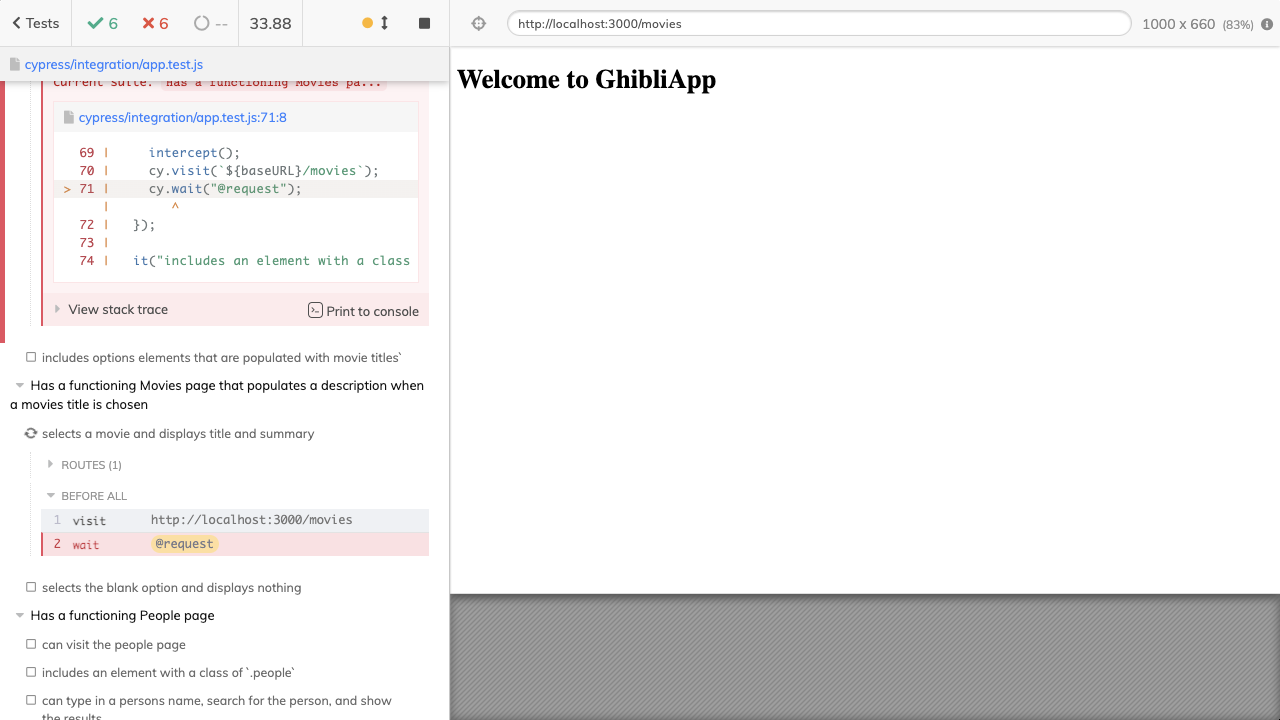 Tests 6 6 -- 33.88
http://localhost:3000/movies 1000 x 660 (83%)
cypress/integration/app.test.js
Welcome to GhibliApp
Current Suite: Has a functioning Movies pa...
cypress/integration/app.test.js:71:8
69 | intercept();
70 | cy.visit(`${baseURL}/movies`);
> 71 | cy.wait("@request");
| ^
72 | });
73 |
74 | it("includes an element with a class
View stack trace Print to console
includes options elements that are populated with movie titles`
Has a functioning Movies page that populates a description when
a movies title is chosen
selects a movie and displays title and summary
ROUTES (1)
BEFORE ALL
1 visit http://localhost:3000/movies
2 wait @request
selects the blank option and displays nothing
Has a functioning People page
can visit the people page
includes an element with a class of `.people`
can type in a persons name, search for the person, and show
the results